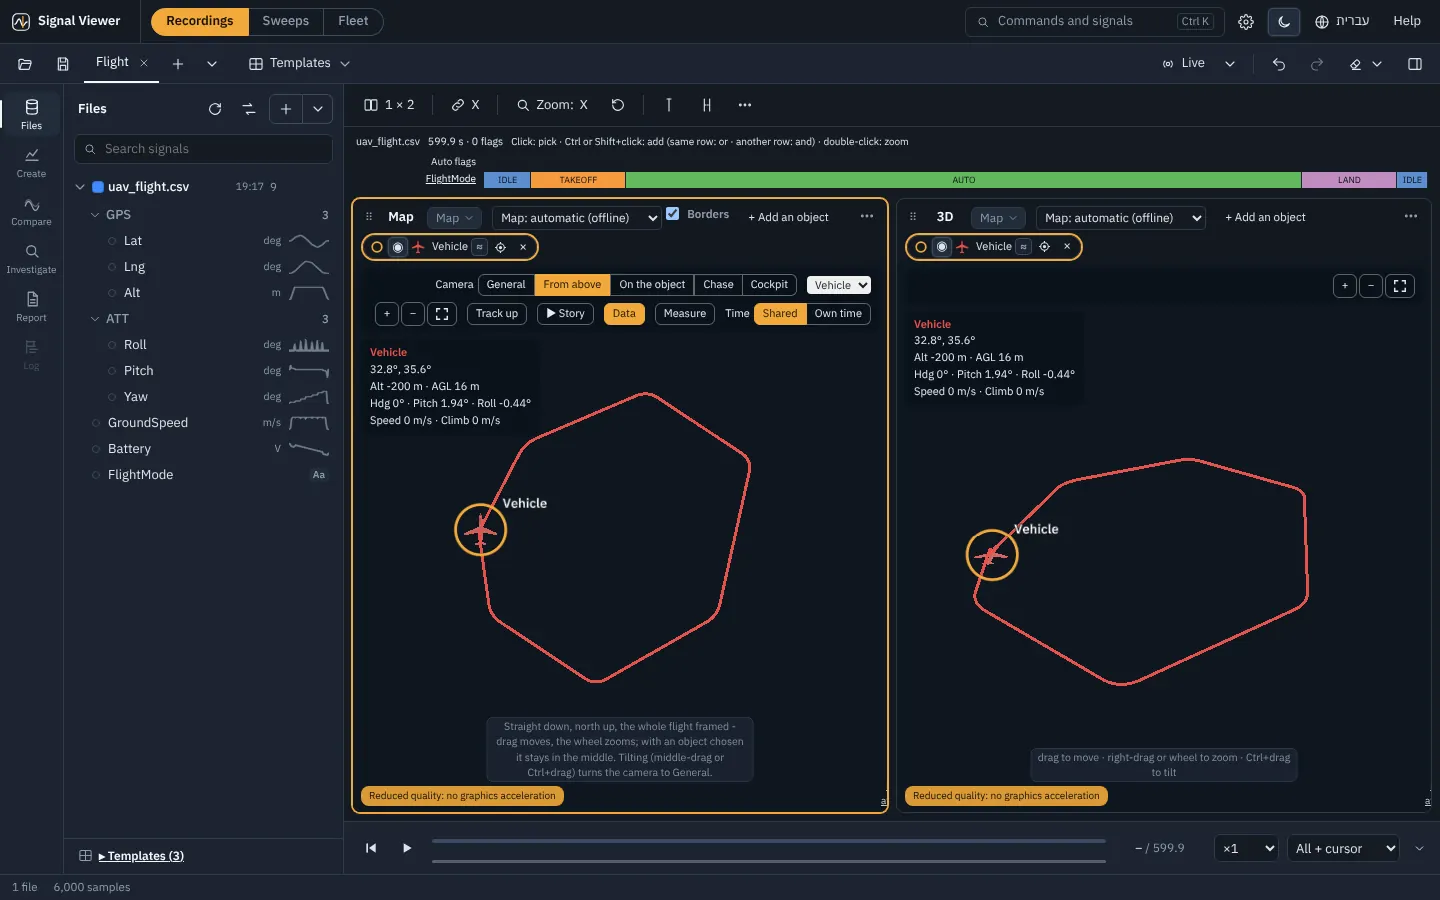 Signal Viewer
Recordings Sweeps Fleet
Commands and signals Ctrl K
עברית Help
Flight × + Templates
Live
Files
1 × 2 X Zoom: X
Files
Create
Compare
Investigate
Report
Log
Search signals
uav_flight.csv 19:17 9
GPS 3
Lat deg
Lng deg
Alt m
ATT 3
Roll deg
Pitch deg
Yaw deg
GroundSpeed m/s
Battery V
FlightMode Aa
▸ Templates (3)
1 file 6,000 samples
uav_flight.csv 599.9 s · 0 flags Click: pick · Ctrl or Shift+click: add (same row: or · another row: and) · double-click: zoom
Auto flags
FlightMode IDLE TAKEOFF AUTO LAND IDLE
Map Map Map: automatic (offline) Borders + Add an object
Vehicle ≈ ×
Camera General From above On the object Chase Cockpit Vehicle
+ − Track up ▶ Story Data Measure Time Shared Own time
Vehicle
32.8°, 35.6°
Alt -200 m · AGL 16 m
Hdg 0° · Pitch 1.94° · Roll -0.44°
Speed 0 m/s · Climb 0 m/s
Vehicle
Straight down, north up, the whole flight framed -
drag moves, the wheel zooms; with an object chosen
it stays in the middle. Tilting (middle-drag or
Ctrl+drag) turns the camera to General.
Reduced quality: no graphics acceleration
a
3D Map Map: automatic (offline) + Add an object
Vehicle ≈ ×
+ −
Vehicle
32.8°, 35.6°
Alt -200 m · AGL 16 m
Hdg 0° · Pitch 1.94° · Roll -0.44°
Speed 0 m/s · Climb 0 m/s
Vehicle
drag to move · right-drag or wheel to zoom · Ctrl+drag
to tilt
Reduced quality: no graphics acceleration
a
– / 599.9 ×1 All + cursor